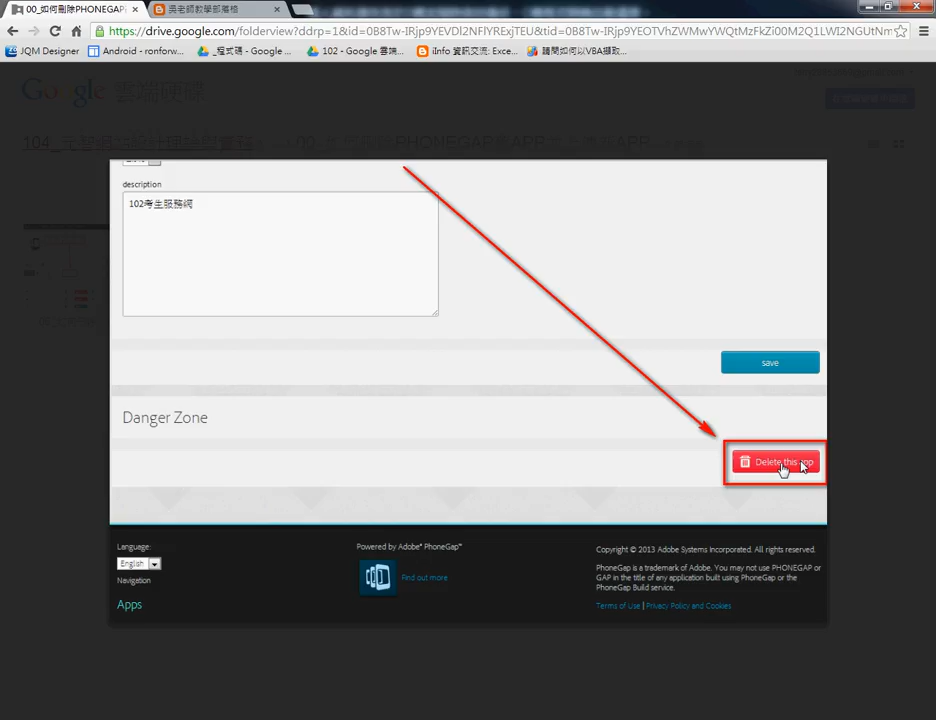 00_如何刪除PHONEGAP
吳老師教學部落格
https://drive.google.com/folderview?ddrp=1&id=0B8Tw-IRjp9YEVDl2NFlYRExjTEU&tid=0B8Tw-IRjp9YEOTVhZWMwYWQtMzFkZi00M2Q1LWI2NGUtNm
JQM Designer
Android - ronforw...
_程式碼 - Google ...
102 - Google 雲端...
iInfo 資訊交流: Exce...
請問如何以VBA擷取...
Google 雲端硬碟
description
102考生服務網
save
Danger Zone
Delete this app
Language:
English
Navigation
Apps
Powered by Adobe® PhoneGap™
Find out more
Copyright © 2013 Adobe Systems Incorporated. All rights reserved.
PhoneGap is a trademark of Adobe. You may not use PHONEGAP or
GAP in the title of any application built using PhoneGap or the
PhoneGap Build service.
Terms of Use | Privacy Policy and Cookies